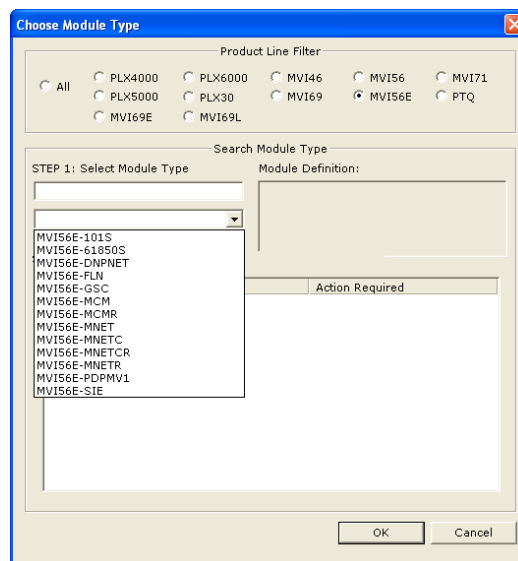 Choose Module Type
Product Line Filter
All
PLX4000
PLX6000
MVI46
MVI56
MVI71
PLX5000
PLX30
MVI69
MVI56E
PTQ
MVI69E
MVI69L
Search Module Type
STEP 1: Select Module Type
Module Definition:
MVI56E-101S
MVI56E-61850S
MVI56E-DNPNET
MVI56E-FLN
MVI56E-GSC
MVI56E-MCM
MVI56E-MCMR
MVI56E-MNET
MVI56E-MNETC
MVI56E-MNETCR
MVI56E-MNETR
MVI56E-PDPMV1
MVI56E-SIE
Action Required
OK
Cancel